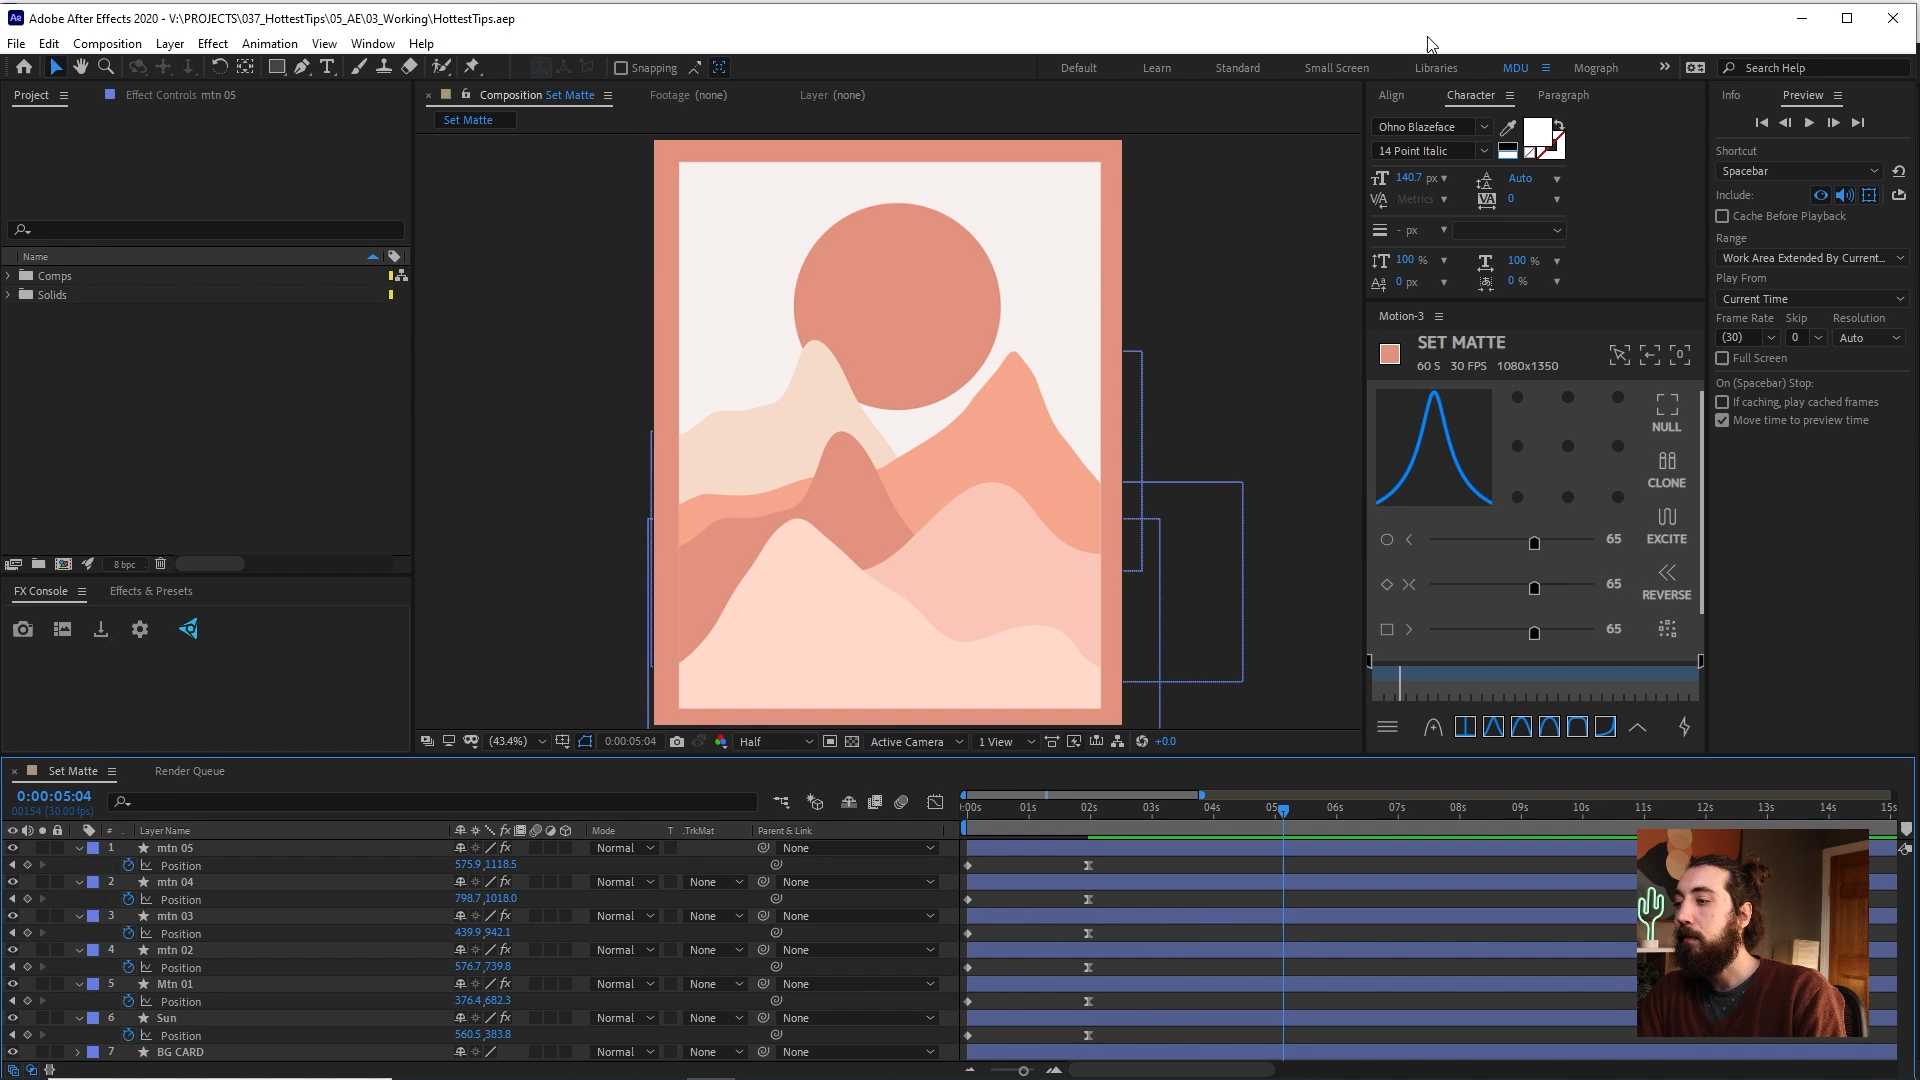 Adobe After Effects 2020 - V:\PROJECTS\037_HottestTips\05_AE\03_Working\HottestTips.aep
File Edit Composition Layer Effect Animation View Window Help
Snapping
Default Learn Standard Small Screen Libraries MDU Mograph
Search Help
Project
Effect Controls mtn 05
Composition Set Matte
Footage (none)
Layer (none)
Set Matte
Align Character Paragraph
Info Preview
Ohno Blazeface
14 Point Italic
140.7 px
Auto
Metrics
0
- px
100 %
100 %
0 px
0 %
Shortcut
Spacebar
Include:
Cache Before Playback
Range
Work Area Extended By Current...
Play From
Current Time
Frame Rate Skip Resolution
(30) 0 Auto
Full Screen
On (Spacebar) Stop:
If caching, play cached frames
Move time to preview time
Name
Comps
Solids
8 bpc
FX Console
Effects & Presets
Motion-3
SET MATTE
60 S 30 FPS 1080x1350
NULL
CLONE
EXCITE
REVERSE
65
65
65
(43.4%)
0:00:05:04
Half
Active Camera
1 View
+0.0
Set Matte
Render Queue
0:00:05:04
00154 (30.00 fps)
:00s 01s 02s 03s 04s 05s 06s 07s 08s 09s 10s 11s 12s 13s 14s 15s
# Layer Name Mode T .TrkMat Parent & Link
1 mtn 05 Normal None
Position 575.9,1118.5
2 mtn 04 Normal None None
Position 798.7,1018.0
3 mtn 03 Normal None None
Position 439.9,942.1
4 mtn 02 Normal None None
Position 576.7,739.8
5 Mtn 01 Normal None None
Position 376.4,682.3
6 Sun Normal None None
Position 560.5,383.8
7 BG CARD Normal None None